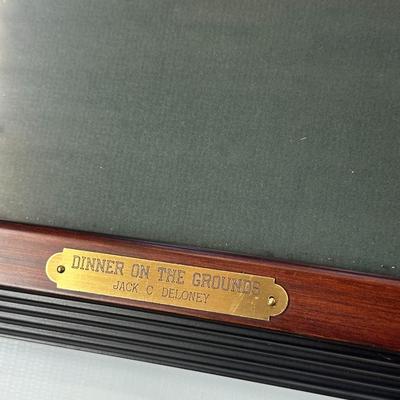 DINNER ON THE GROUNDS
JACK C DELONEY